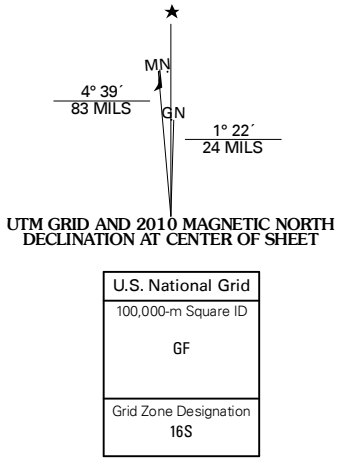 MN
4° 39´
83 MILS
GN
1° 22´
24 MILS
UTM GRID AND 2010 MAGNETIC NORTH
DECLINATION AT CENTER OF SHEET
U.S. National Grid
100,000-m Square ID
GF
Grid Zone Designation
16S